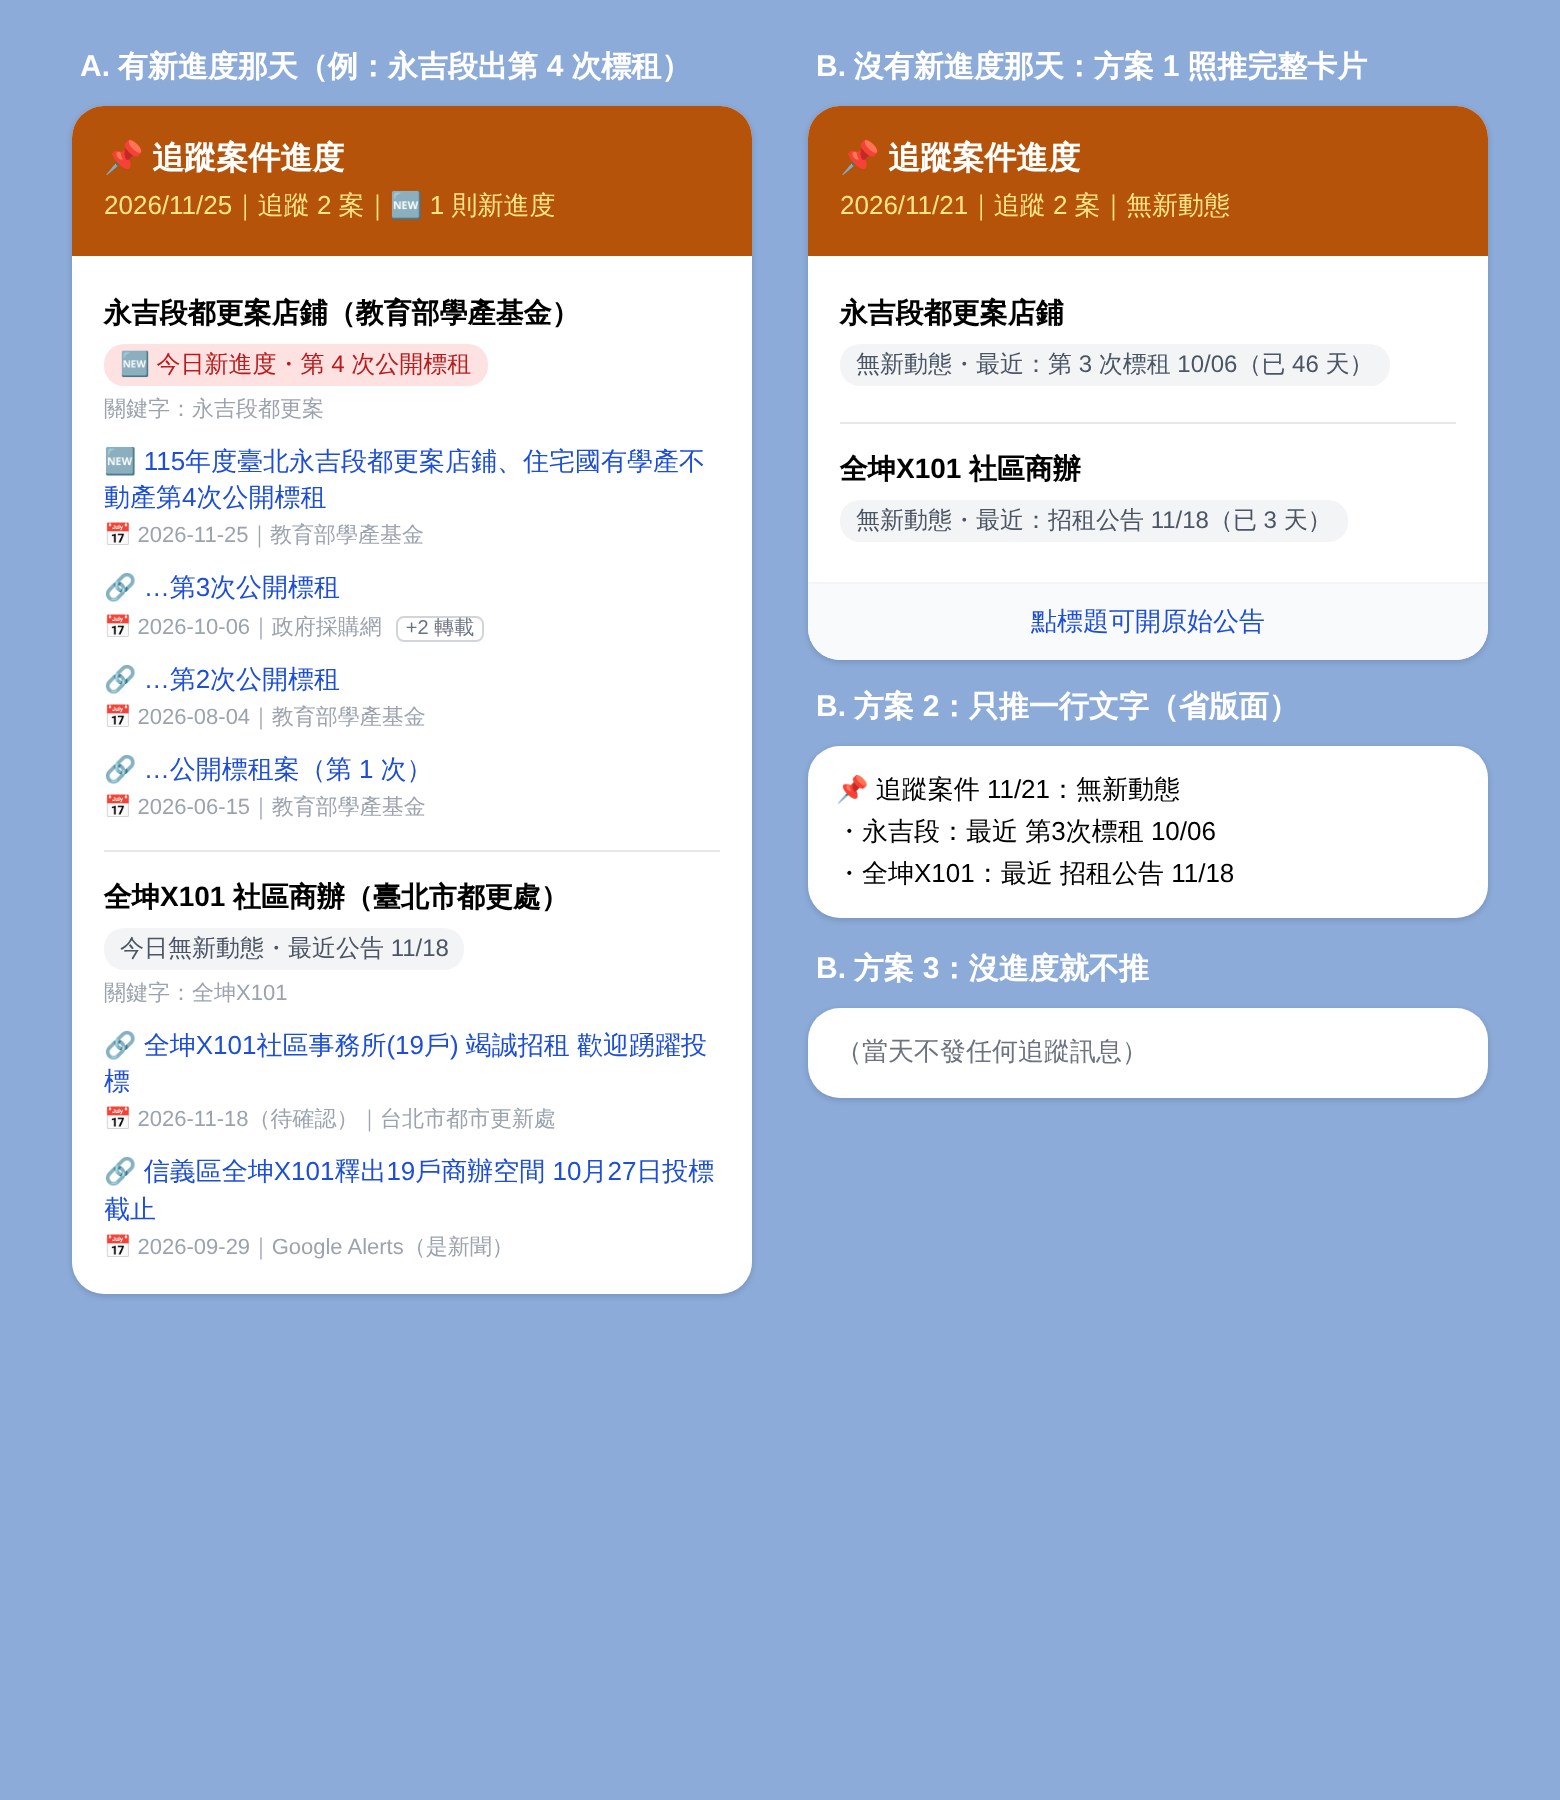 A. 有新進度那天（例：永吉段出第 4 次標租）
📌 追蹤案件進度
2026/11/25｜追蹤 2 案｜🆕 1 則新進度
永吉段都更案店鋪（教育部學產基金）
🆕 今日新進度・第 4 次公開標租
關鍵字：永吉段都更案
🆕 115年度臺北永吉段都更案店鋪、住宅國有學產不
動產第4次公開標租
📅 2026-11-25｜教育部學產基金
🔗 …第3次公開標租
📅 2026-10-06｜政府採購網 +2 轉載
🔗 …第2次公開標租
📅 2026-08-04｜教育部學產基金
🔗 …公開標租案（第 1 次）
📅 2026-06-15｜教育部學產基金
全坤X101 社區商辦（臺北市都更處）
今日無新動態・最近公告 11/18
關鍵字：全坤X101
🔗 全坤X101社區事務所(19戶) 竭誠招租 歡迎踴躍投
標
📅 2026-11-18（待確認）｜台北市都市更新處
🔗 信義區全坤X101釋出19戶商辦空間 10月27日投標
截止
📅 2026-09-29｜Google Alerts（是新聞）
B. 沒有新進度那天：方案 1 照推完整卡片
📌 追蹤案件進度
2026/11/21｜追蹤 2 案｜無新動態
永吉段都更案店鋪
無新動態・最近：第 3 次標租 10/06（已 46 天）
全坤X101 社區商辦
無新動態・最近：招租公告 11/18（已 3 天）
點標題可開原始公告
B. 方案 2：只推一行文字（省版面）
📌 追蹤案件 11/21：無新動態
・永吉段：最近 第3次標租 10/06
・全坤X101：最近 招租公告 11/18
B. 方案 3：沒進度就不推
（當天不發任何追蹤訊息）